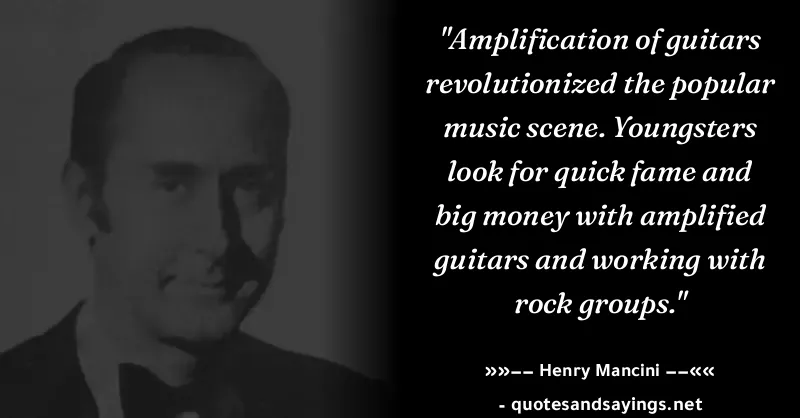 "Amplification of guitars
revolutionized the popular
music scene. Youngsters
look for quick fame and
big money with amplified
guitars and working with
rock groups."
»»–– Henry Mancini ––««
- quotesandsayings.net